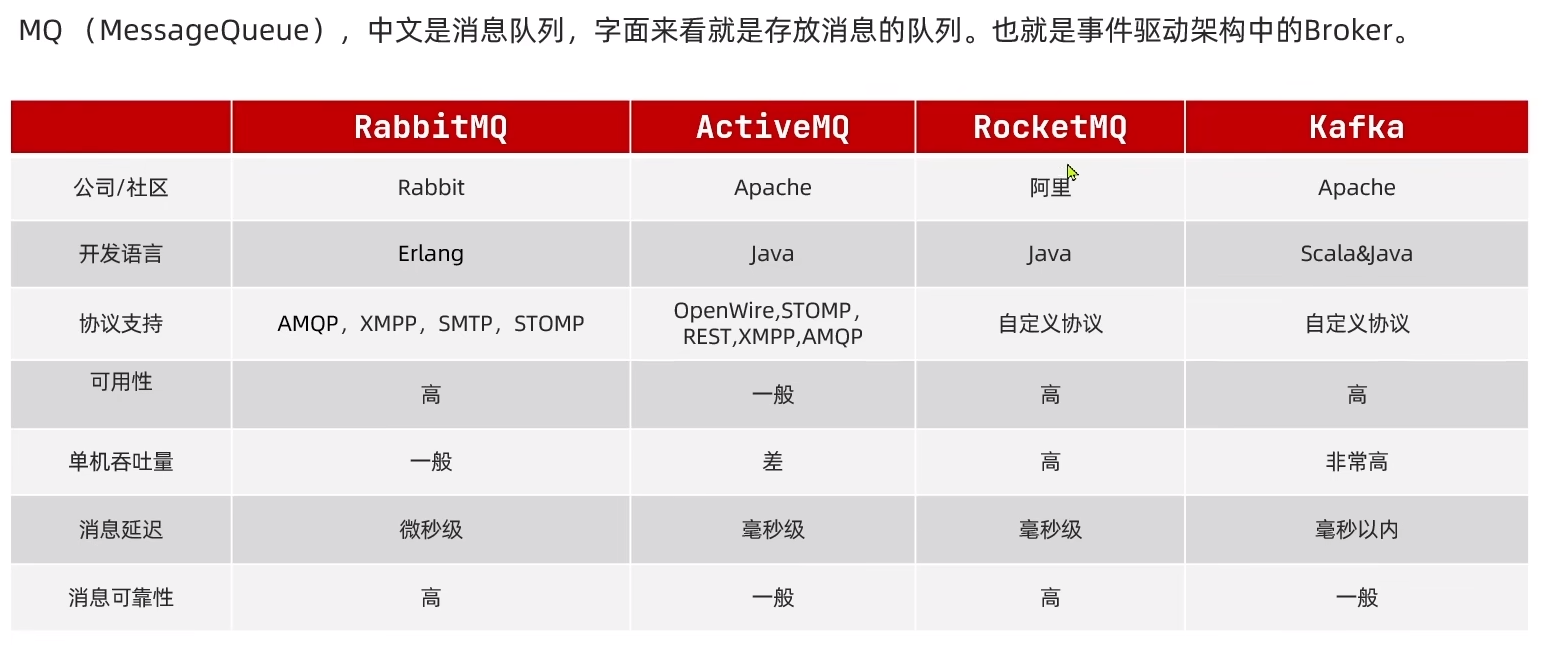 MQ （MessageQueue），中文是消息队列，字面来看就是存放消息的队列。也就是事件驱动架构中的Broker。
RabbitMQ ActiveMQ RocketMQ Kafka
公司/社区 Rabbit Apache 阿里 Apache
开发语言 Erlang Java Java Scala&Java
协议支持 AMQP，XMPP，SMTP，STOMP OpenWire,STOMP，
REST,XMPP,AMQP 自定义协议 自定义协议
可用性 高 一般 高 高
单机吞吐量 一般 差 高 非常高
消息延迟 微秒级 毫秒级 毫秒级 毫秒以内
消息可靠性 高 一般 高 一般